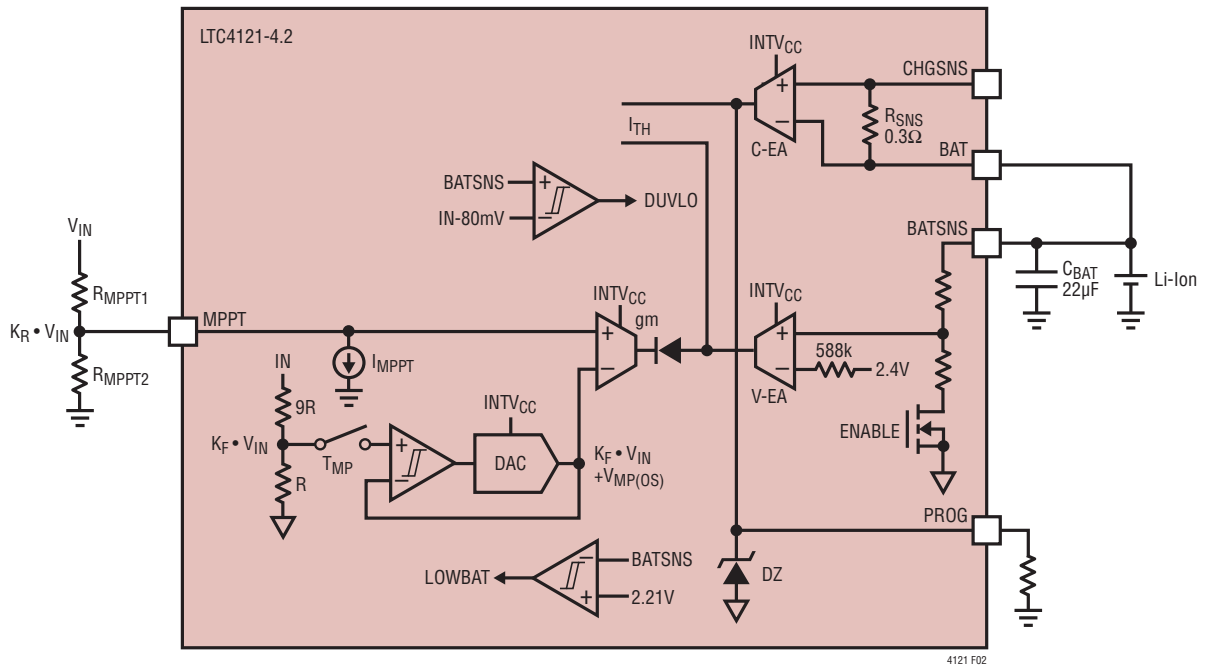 LTC4121-4.2
INTVCC
CHGSNS
+
−
C-EA
RSNS
0.3Ω
BAT
ITH
BATSNS
+
IN-80mV
−
DUVLO
BATSNS
VIN
RMPPT1
KR • VIN
RMPPT2
MPPT
IMPPT
INTVCC
gm
+
−
INTVCC
+
−
V-EA
588k
2.4V
CBAT
22µF
Li-Ion
ENABLE
IN
9R
KF • VIN
R
TMP
+
−
INTVCC
DAC
KF • VIN
+VMP(OS)
PROG
LOWBAT
−
BATSNS
+
2.21V
DZ
4121 F02